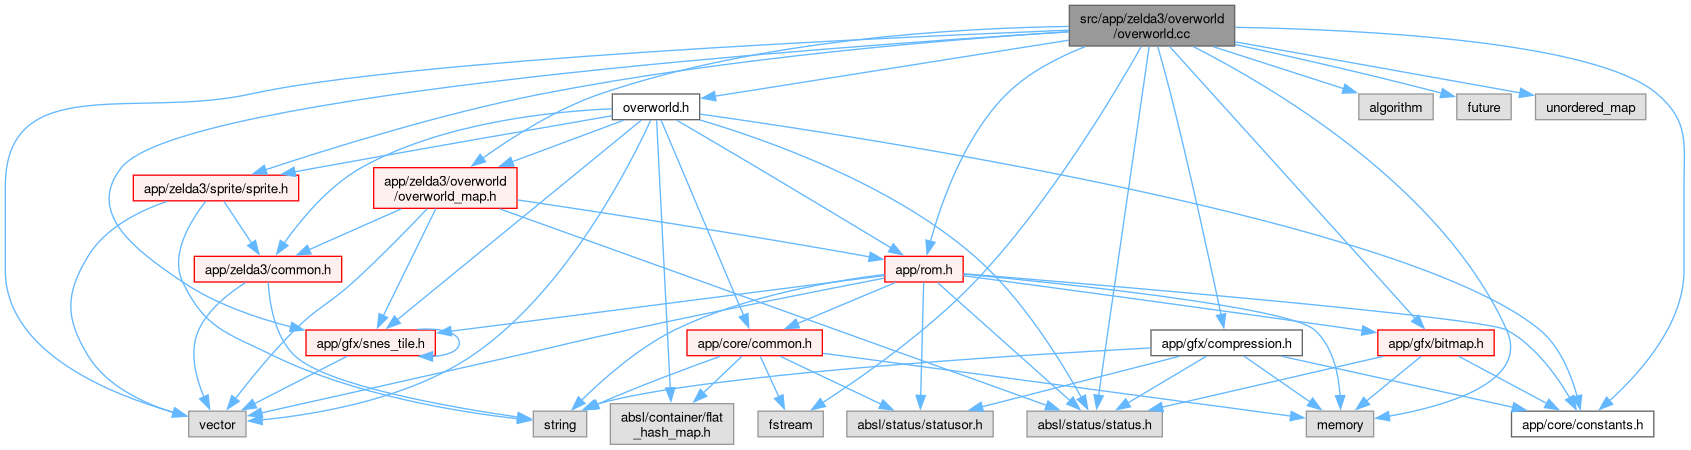 src/app/zelda3/overworld
/overworld.cc
overworld.h
algorithm
future
unordered_map
app/zelda3/sprite/sprite.h
app/zelda3/overworld
/overworld_map.h
app/zelda3/common.h
app/rom.h
app/gfx/snes_tile.h
app/core/common.h
app/gfx/compression.h
app/gfx/bitmap.h
vector
string
absl/container/flat
_hash_map.h
fstream
absl/status/statusor.h
absl/status/status.h
memory
app/core/constants.h